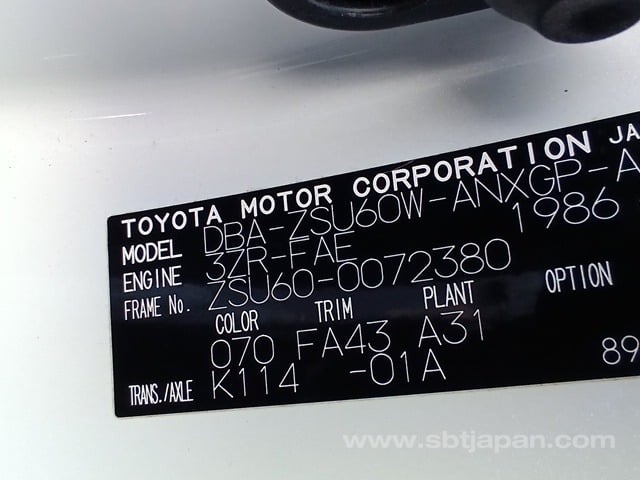 TOYOTA MOTOR CORPORATION JA
MODEL DBA-ZSU60W-ANXGP-A
ENGINE 3ZR-FAE 1986
FRAME No. ZSU60-0072380
COLOR TRIM PLANT OPTION
070 FA43 A31
TRANS./AXLE K114 -01A 89
www.sbtjapan.com